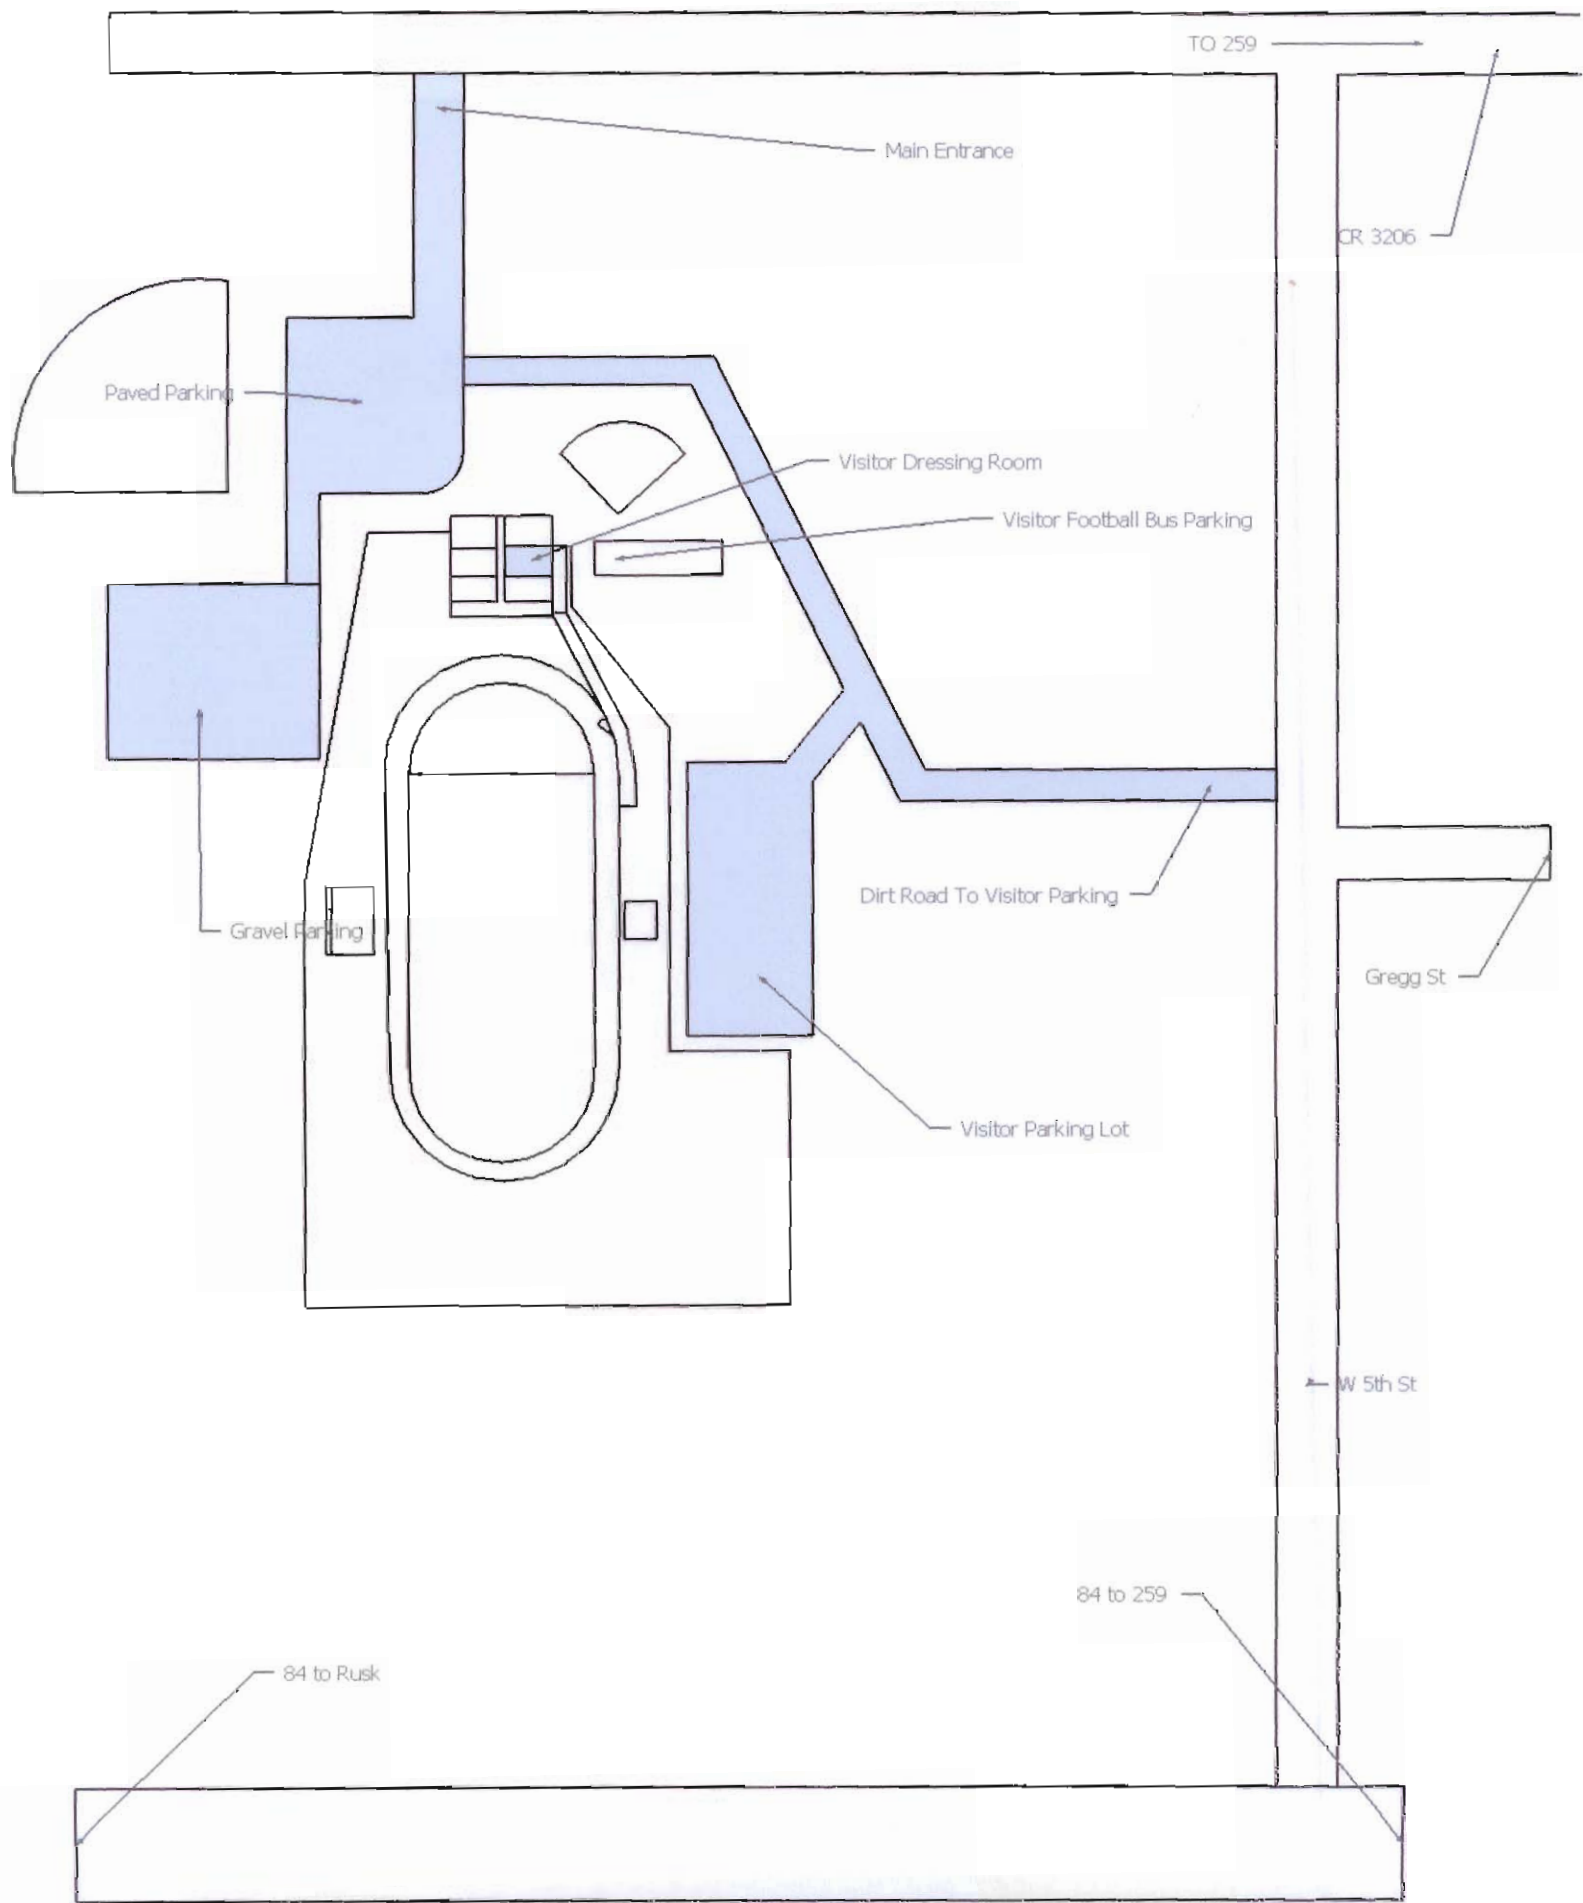 TO 259
Main Entrance
CR 3206
Paved Parking
Visitor Dressing Room
Visitor Football Bus Parking
Dirt Road To Visitor Parking
Gravel Parking
Gregg St
Visitor Parking Lot
W 5th St
84 to 259
84 to Rusk